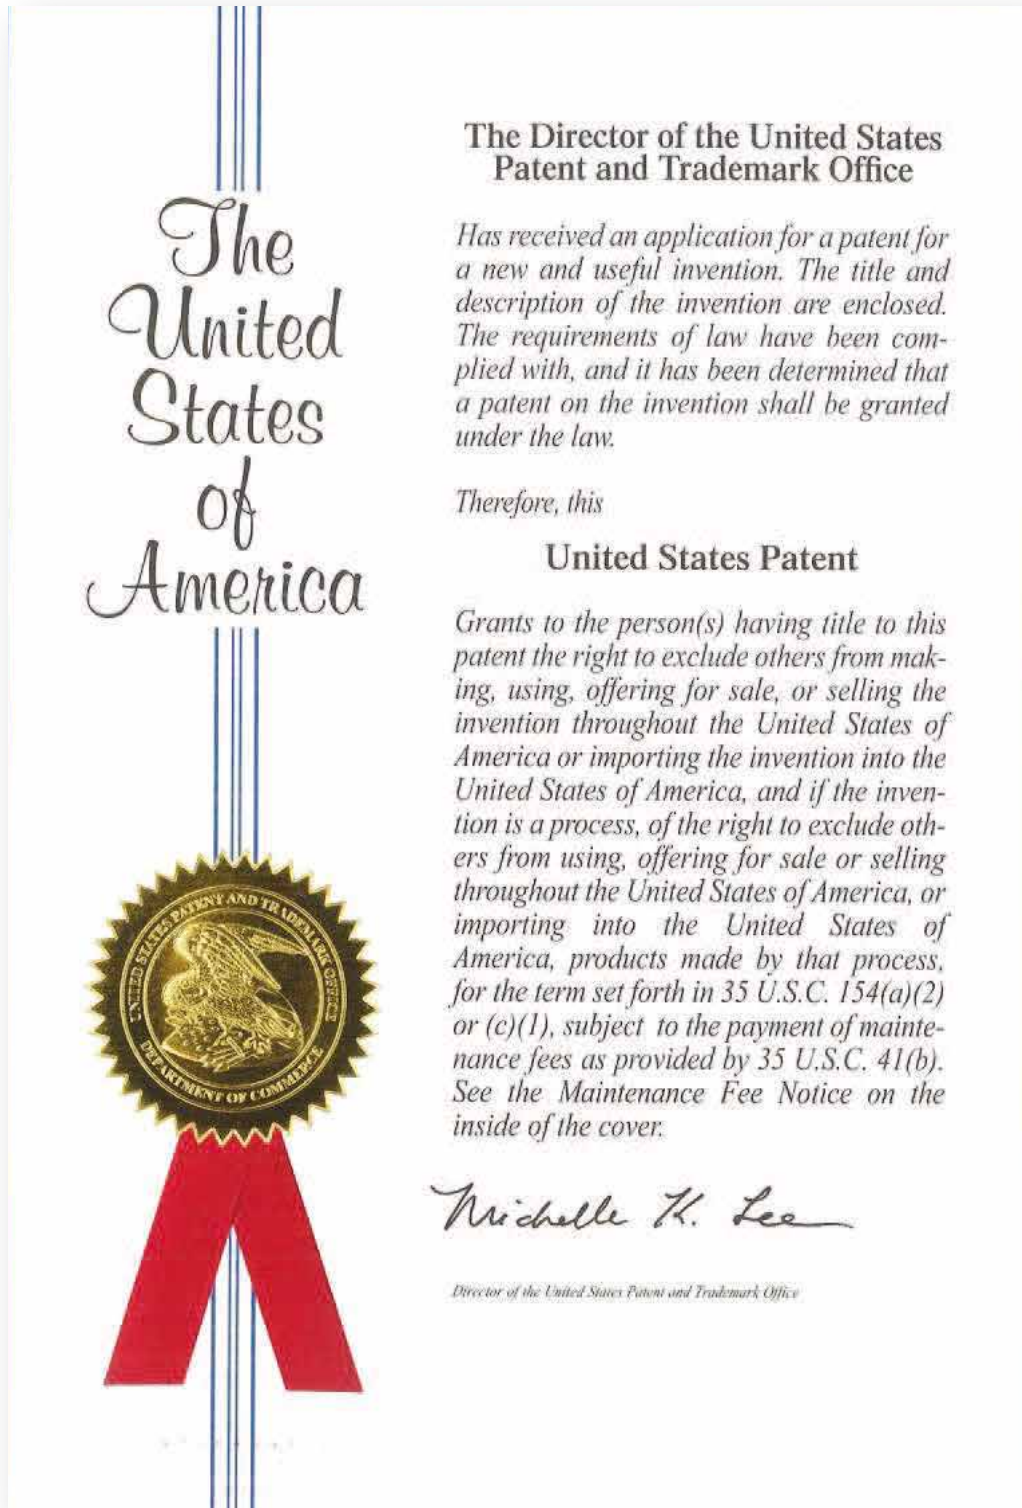 The
United
States
of
America
The Director of the United States
Patent and Trademark Office
Has received an application for a patent for
a new and useful invention. The title and
description of the invention are enclosed.
The requirements of law have been com-
plied with, and it has been determined that
a patent on the invention shall be granted
under the law.
Therefore, this
United States Patent
Grants to the person(s) having title to this
patent the right to exclude others from mak-
ing, using, offering for sale, or selling the
invention throughout the United States of
America or importing the invention into the
United States of America, and if the inven-
tion is a process, of the right to exclude oth-
ers from using, offering for sale or selling
throughout the United States of America, or
importing into the United States of
America, products made by that process,
for the term set forth in 35 U.S.C. 154(a)(2)
or (c)(1), subject to the payment of mainte-
nance fees as provided by 35 U.S.C. 41(b).
See the Maintenance Fee Notice on the
inside of the cover.
Michelle K. Lee
Director of the United States Patent and Trademark Office
UNITED STATES PATENT AND TRADEMARK OFFICE
DEPARTMENT OF COMMERCE